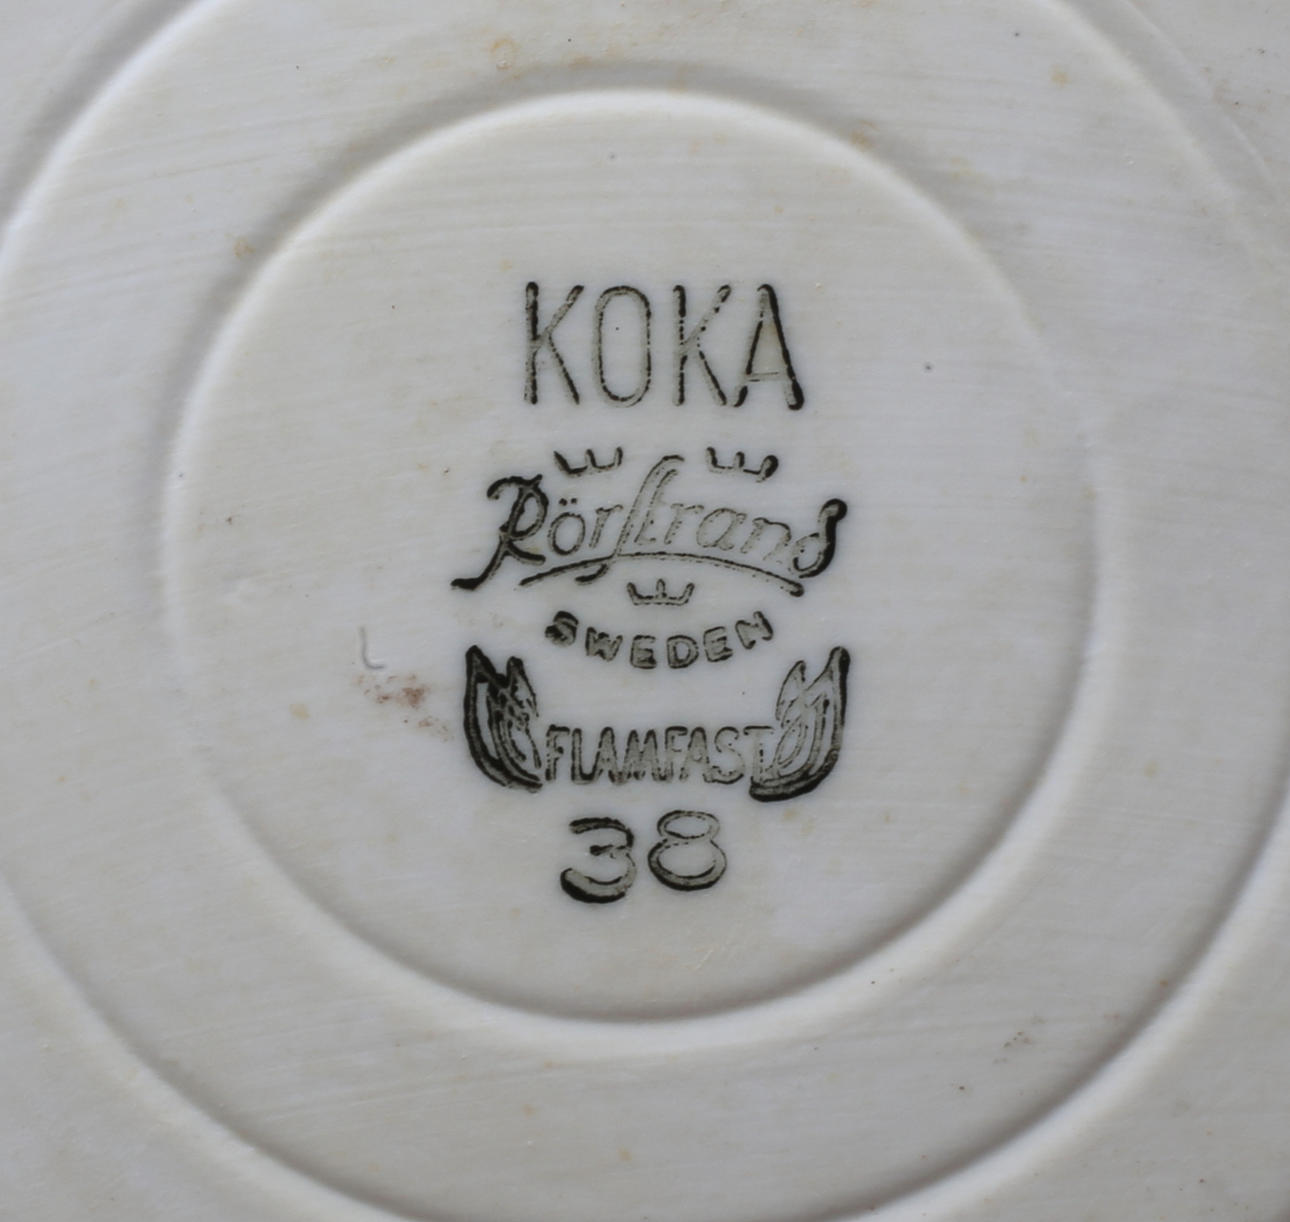 KOKA
Rörstrand
SWEDEN
FLAMFAST
38